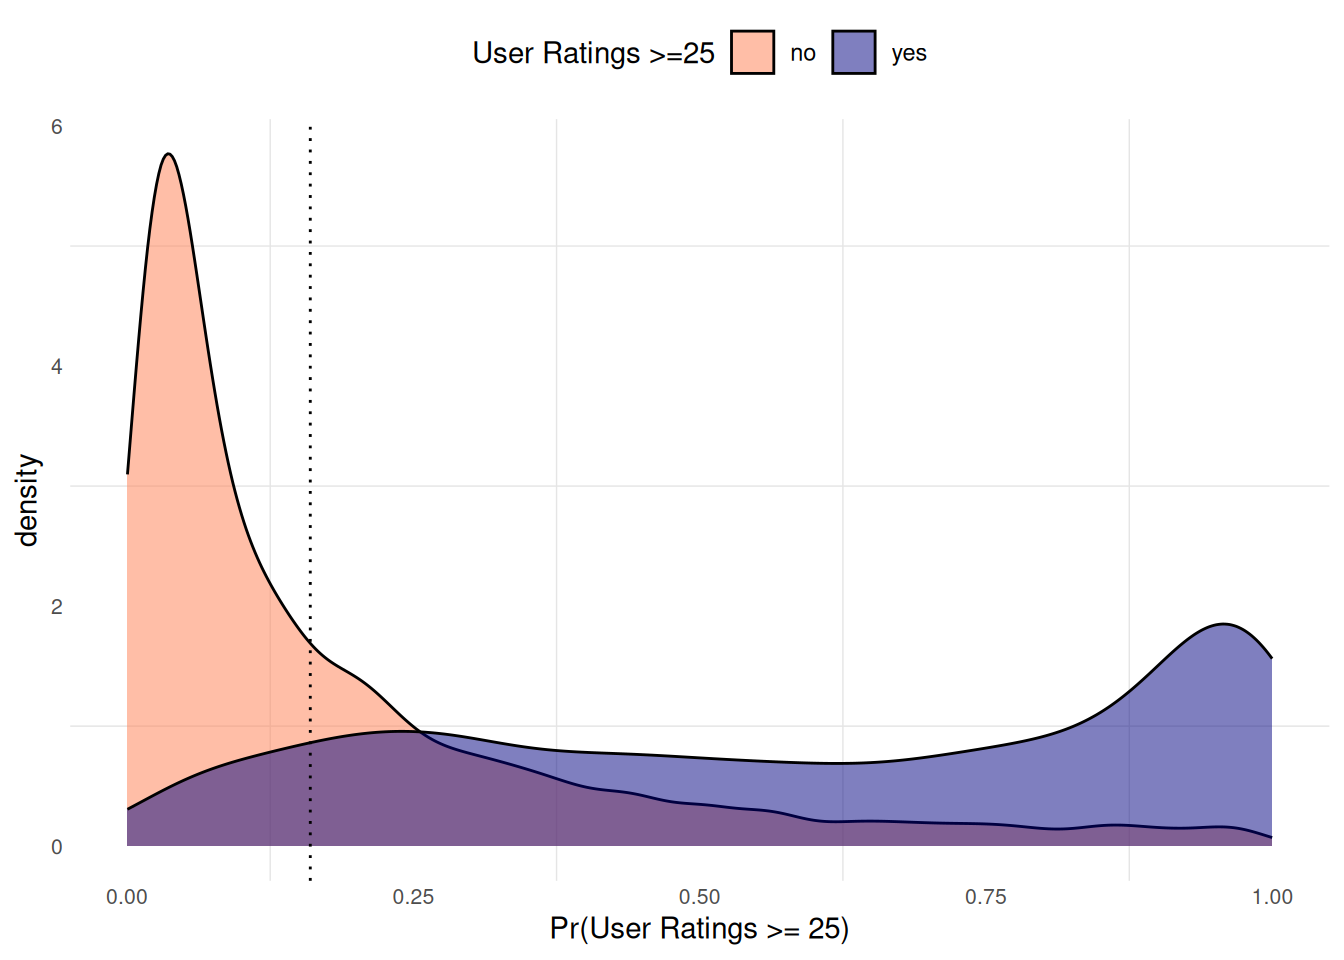 User Ratings >=25 no yes
6
4
2
0
density
0.00 0.25 0.50 0.75 1.00
Pr(User Ratings >= 25)